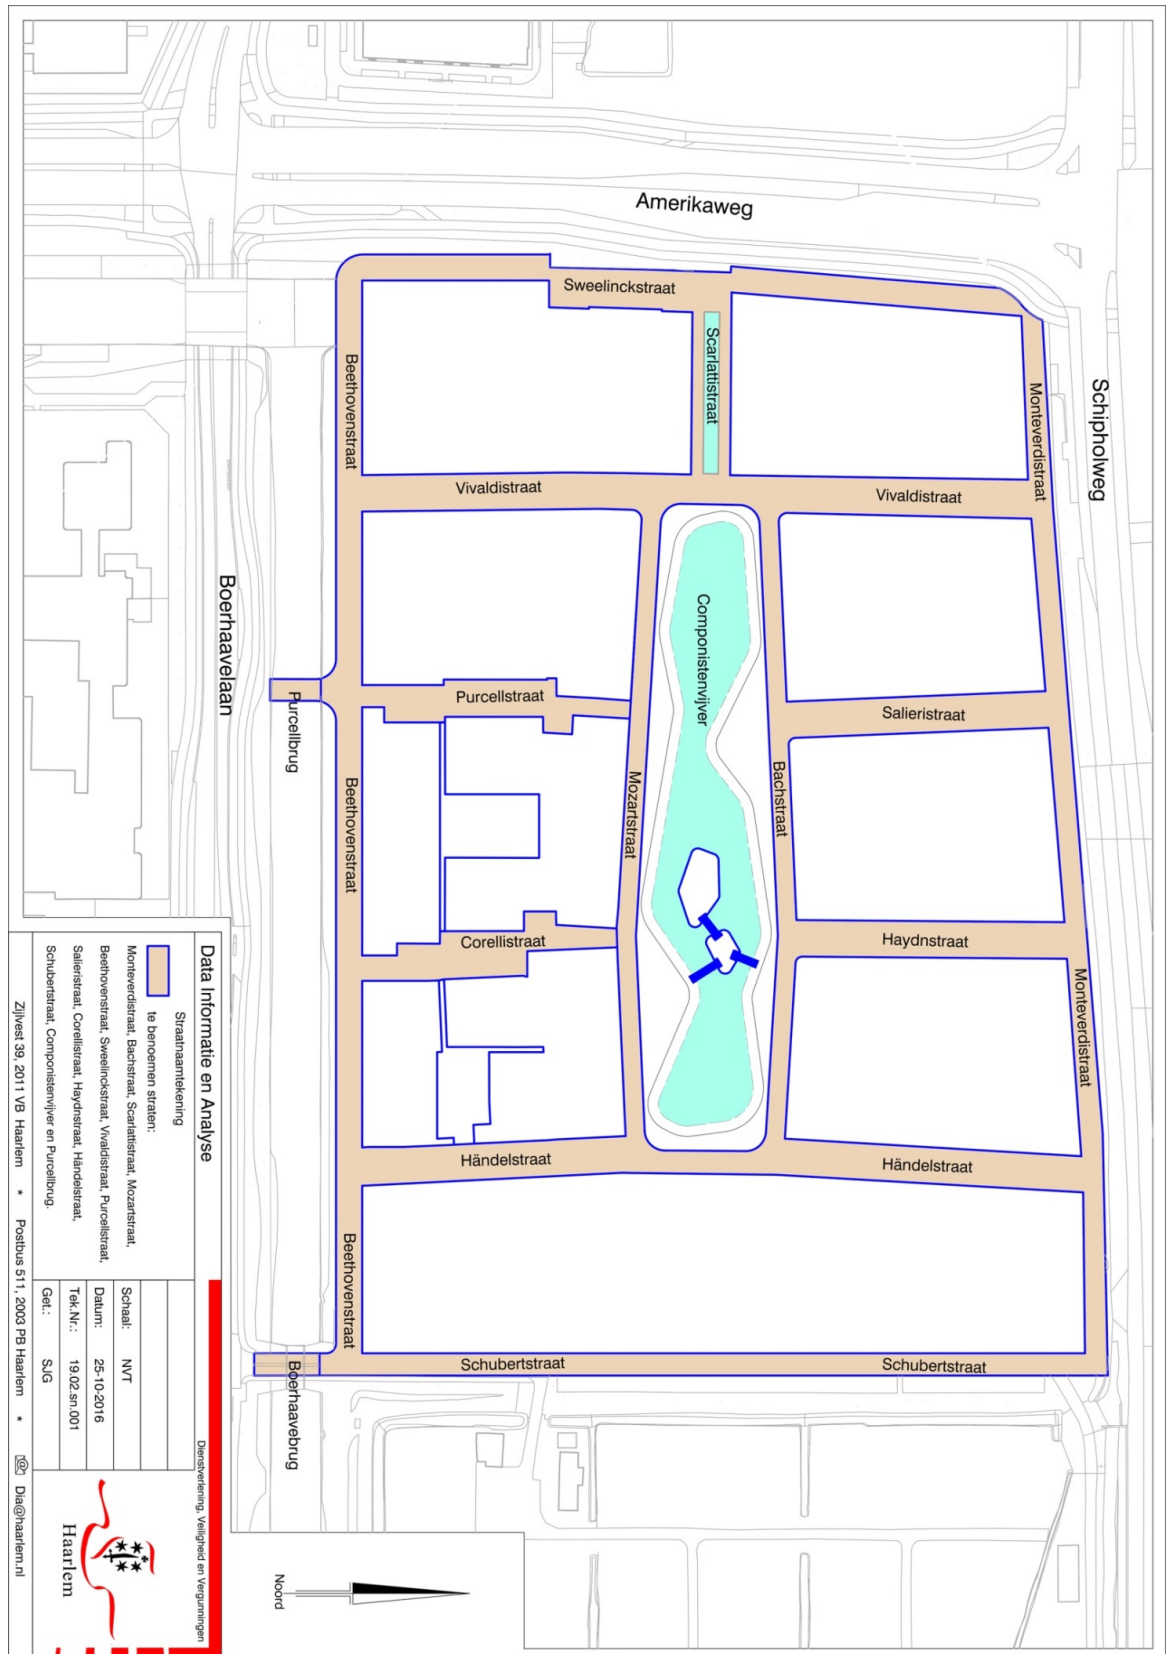 Amerikaweg
Schipholweg
Sweelinckstraat
Scarlattistraat
Beethovenstraat
Monteverdistraat
Vivaldistraat
Vivaldistraat
Componistenvijver
Boerhaavelaan
Purcellbrug
Purcellstraat
Salieristraat
Beethovenstraat
Mozartstraat
Bachstraat
Corellistraat
Haydnstraat
Monteverdistraat
Händelstraat
Händelstraat
Beethovenstraat
Schubertstraat
Schubertstraat
Boerhaavebrug
Noord
Data Informatie en Analyse
Dienstverlening, Veiligheid en Vergunningen
Straatnaamtekening
te benoemen straten:
Monteverdistraat, Bachstraat, Scarlattistraat, Mozartstraat,
Beethovenstraat, Sweelinckstraat, Vivaldistraat, Purcellstraat,
Salieristraat, Corellistraat, Haydnstraat, Händelstraat,
Schubertstraat, Componistenvijver en Purcellbrug.
Schaal: NVT
Datum: 25-10-2016
Tek.Nr.: 19.02.sn.001
Get.: SJG
Haarlem
Zijlvest 39, 2011 VB Haarlem * Postbus 511, 2003 PB Haarlem * Dia@haarlem.nl